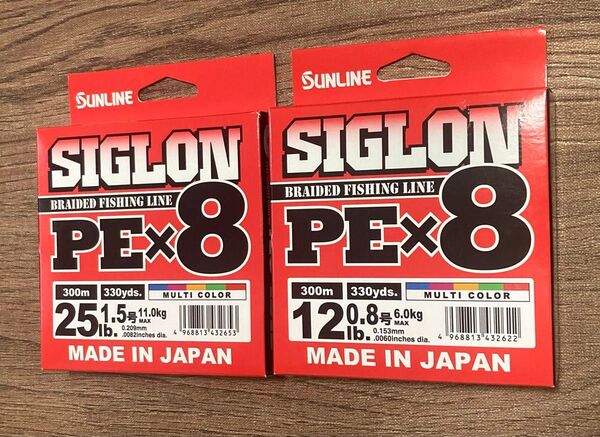 SUNLINE
SIGLON
BRAIDED FISHING LINE
PE×8
300m 330yds. MULTI COLOR
25lb. 1.5号 11.0kg MAX
0.209mm
.0082inches dia.
4 968813 432653
MADE IN JAPAN
SUNLINE
SIGLON
BRAIDED FISHING LINE
PE×8
300m 330yds. MULTI COLOR
12lb. 0.8号 6.0kg MAX
0.153mm
.0060inches dia.
4 968813 432622
MADE IN JAPAN